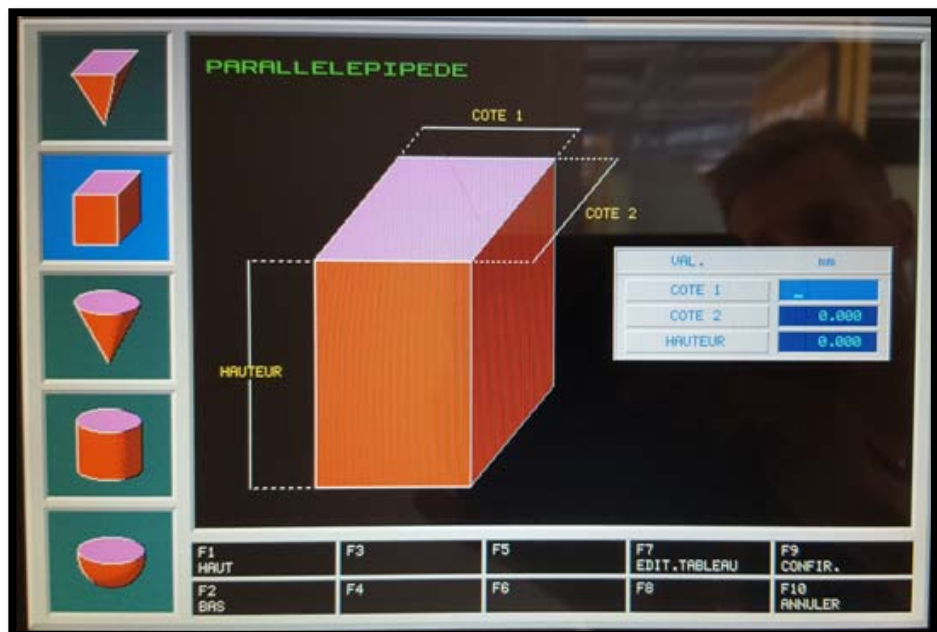 PARALLELEPIPEDE
COTE 1
COTE 2
HAUTEUR
VAL. mm
COTE 1 _
COTE 2 0.000
HAUTEUR 0.000
F1 HAUT
F3
F5
F7 EDIT.TABLEAU
F9 CONFIR.
F2 BAS
F4
F6
F8
F10 ANNULER